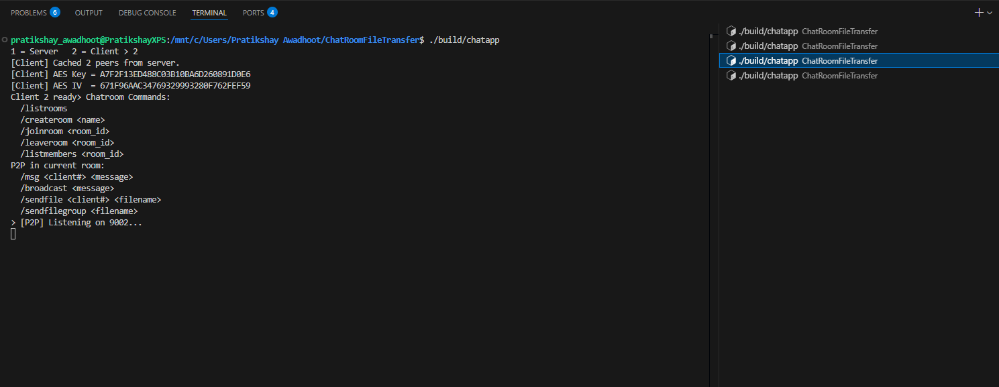 PROBLEMS 6 OUTPUT DEBUG CONSOLE TERMINAL PORTS 4
pratikshay_awadhoot@PratikshayXPS:/mnt/c/Users/Pratikshay Awadhoot/ChatRoomFileTransfer$ ./build/chatapp
1 = Server   2 = Client > 2
[Client] Cached 2 peers from server.
[Client] AES Key = A7F2F13ED488C03B10BA6D260891D0E6
[Client] AES IV  = 671F96AAC34769329993280F762FEF59
Client 2 ready> Chatroom Commands:
  /listrooms
  /createroom <name>
  /joinroom <room_id>
  /leaveroom <room_id>
  /listmembers <room_id>
P2P in current room:
  /msg <client#> <message>
  /broadcast <message>
  /sendfile <client#> <filename>
  /sendfilegroup <filename>
> [P2P] Listening on 9002...
./build/chatapp ChatRoomFileTransfer
./build/chatapp ChatRoomFileTransfer
./build/chatapp ChatRoomFileTransfer
./build/chatapp ChatRoomFileTransfer